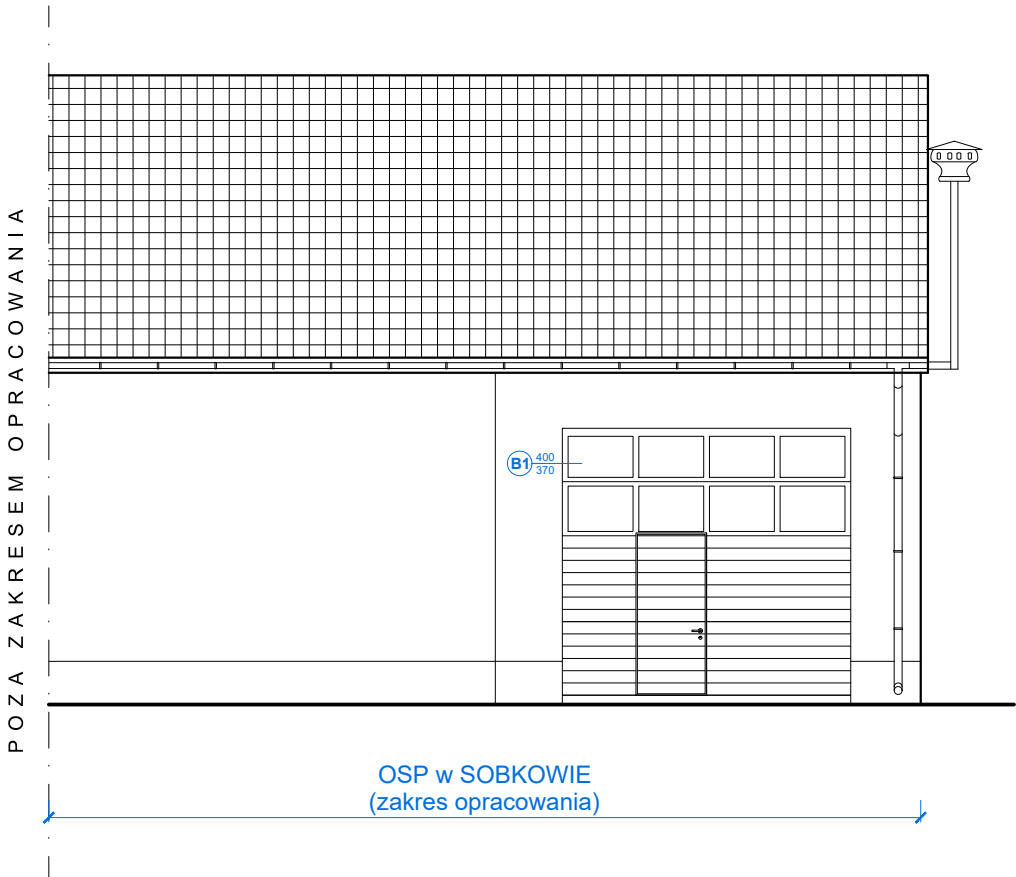 POZA ZAKRESEM OPRACOWANIA
B1 400
370
OSP w SOBKOWIE
(zakres opracowania)